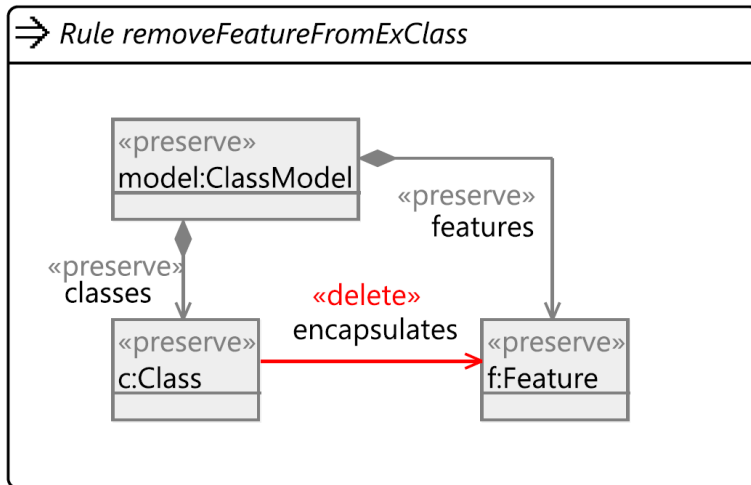 Rule removeFeatureFromExClass
«preserve»
model:ClassModel
«preserve»
features
«preserve»
classes
«delete»
encapsulates
«preserve»
c:Class
«preserve»
f:Feature